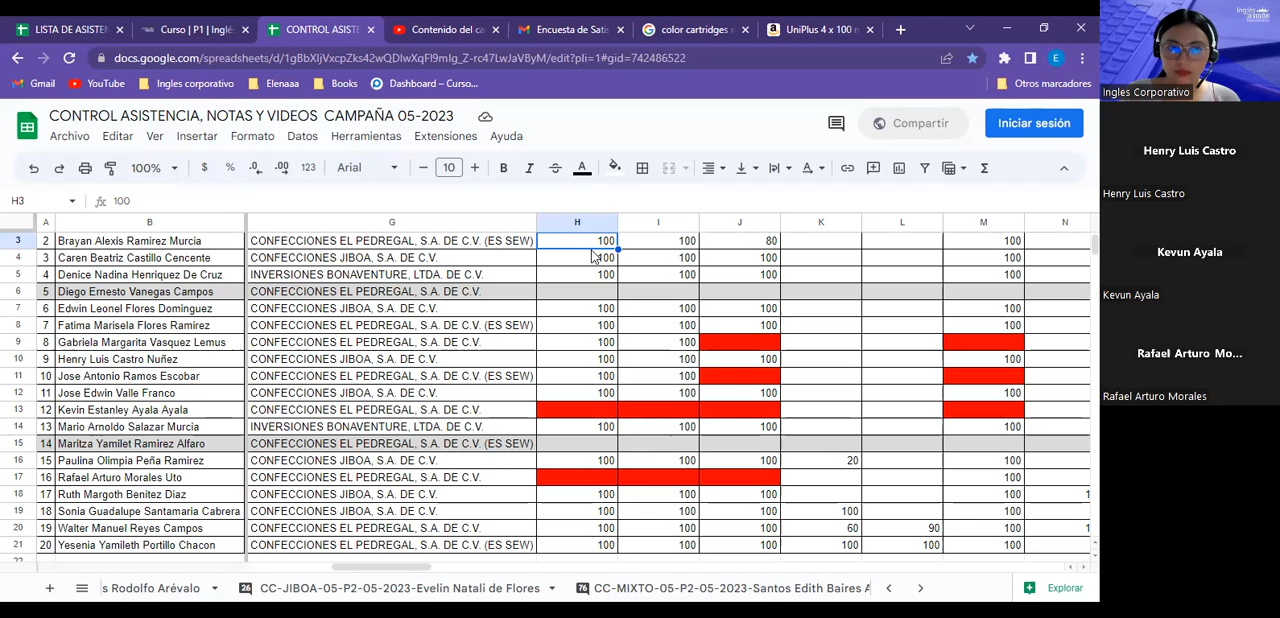 LISTA DE ASISTEN
Curso | P1 | Inglé
CONTROL ASISTE
Contenido del ca
Encuesta de Satis
color cartridges n
UniPlus 4 x 100 n
docs.google.com/spreadsheets/d/1gBbXIjVxcpZks42wQDIwXqFI9mIg_Z-rc47LwJaVByM/edit?pli=1#gid=742486522
E
Gmail
YouTube
Ingles corporativo
Elenaaa
Books
Dashboard – Curso...
Otros marcadores
CONTROL ASISTENCIA, NOTAS Y VIDEOS CAMPAÑA 05-2023
Archivo Editar Ver Insertar Formato Datos Herramientas Extensiones Ayuda
Compartir
Iniciar sesión
100% $ % .0 .00 123 Arial 10 B I S A
H3 fx 100
A B G H I J K L M N
3 2 Brayan Alexis Ramirez Murcia CONFECCIONES EL PEDREGAL, S.A. DE C.V. (ES SEW) 100 100 80 100
4 3 Caren Beatriz Castillo Cencente CONFECCIONES JIBOA, S.A. DE C.V. 100 100 100 100
5 4 Denice Nadina Henriquez De Cruz INVERSIONES BONAVENTURE, LTDA. DE C.V. 100 100 100 100
6 5 Diego Ernesto Vanegas Campos CONFECCIONES EL PEDREGAL, S.A. DE C.V.
7 6 Edwin Leonel Flores Dominguez CONFECCIONES JIBOA, S.A. DE C.V. 100 100 100 100
8 7 Fatima Marisela Flores Ramirez CONFECCIONES EL PEDREGAL, S.A. DE C.V. (ES SEW) 100 100 100 100
9 8 Gabriela Margarita Vasquez Lemus CONFECCIONES EL PEDREGAL, S.A. DE C.V. 100 100
10 9 Henry Luis Castro Nuñez CONFECCIONES JIBOA, S.A. DE C.V. 100 100 100 100
11 10 Jose Antonio Ramos Escobar CONFECCIONES EL PEDREGAL, S.A. DE C.V. (ES SEW) 100 100
12 11 Jose Edwin Valle Franco CONFECCIONES JIBOA, S.A. DE C.V. 100 100 100 100
13 12 Kevin Estanley Ayala Ayala CONFECCIONES EL PEDREGAL, S.A. DE C.V.
14 13 Mario Arnoldo Salazar Murcia INVERSIONES BONAVENTURE, LTDA. DE C.V. 100 100 100 100
15 14 Maritza Yamilet Ramirez Alfaro CONFECCIONES EL PEDREGAL, S.A. DE C.V. (ES SEW)
16 15 Paulina Olimpia Peña Ramirez CONFECCIONES JIBOA, S.A. DE C.V. 100 100 100 20 100
17 16 Rafael Arturo Morales Uto CONFECCIONES EL PEDREGAL, S.A. DE C.V. 100
18 17 Ruth Margoth Benitez Diaz CONFECCIONES JIBOA, S.A. DE C.V. 100 100 100 100 1
19 18 Sonia Guadalupe Santamaria Cabrera CONFECCIONES JIBOA, S.A. DE C.V. 100 100 100 100 100
20 19 Walter Manuel Reyes Campos CONFECCIONES EL PEDREGAL, S.A. DE C.V. 100 100 100 60 90 100 1
21 20 Yesenia Yamileth Portillo Chacon CONFECCIONES EL PEDREGAL, S.A. DE C.V. (ES SEW) 100 100 100 100 100 100 1
22
s Rodolfo Arévalo
26 CC-JIBOA-05-P2-05-2023-Evelin Natali de Flores
76 CC-MIXTO-05-P2-05-2023-Santos Edith Baires A
Explorar
Ingles Corporativo
Henry Luis Castro
Henry Luis Castro
Kevun Ayala
Kevun Ayala
Rafael Arturo Mo...
Rafael Arturo Morales